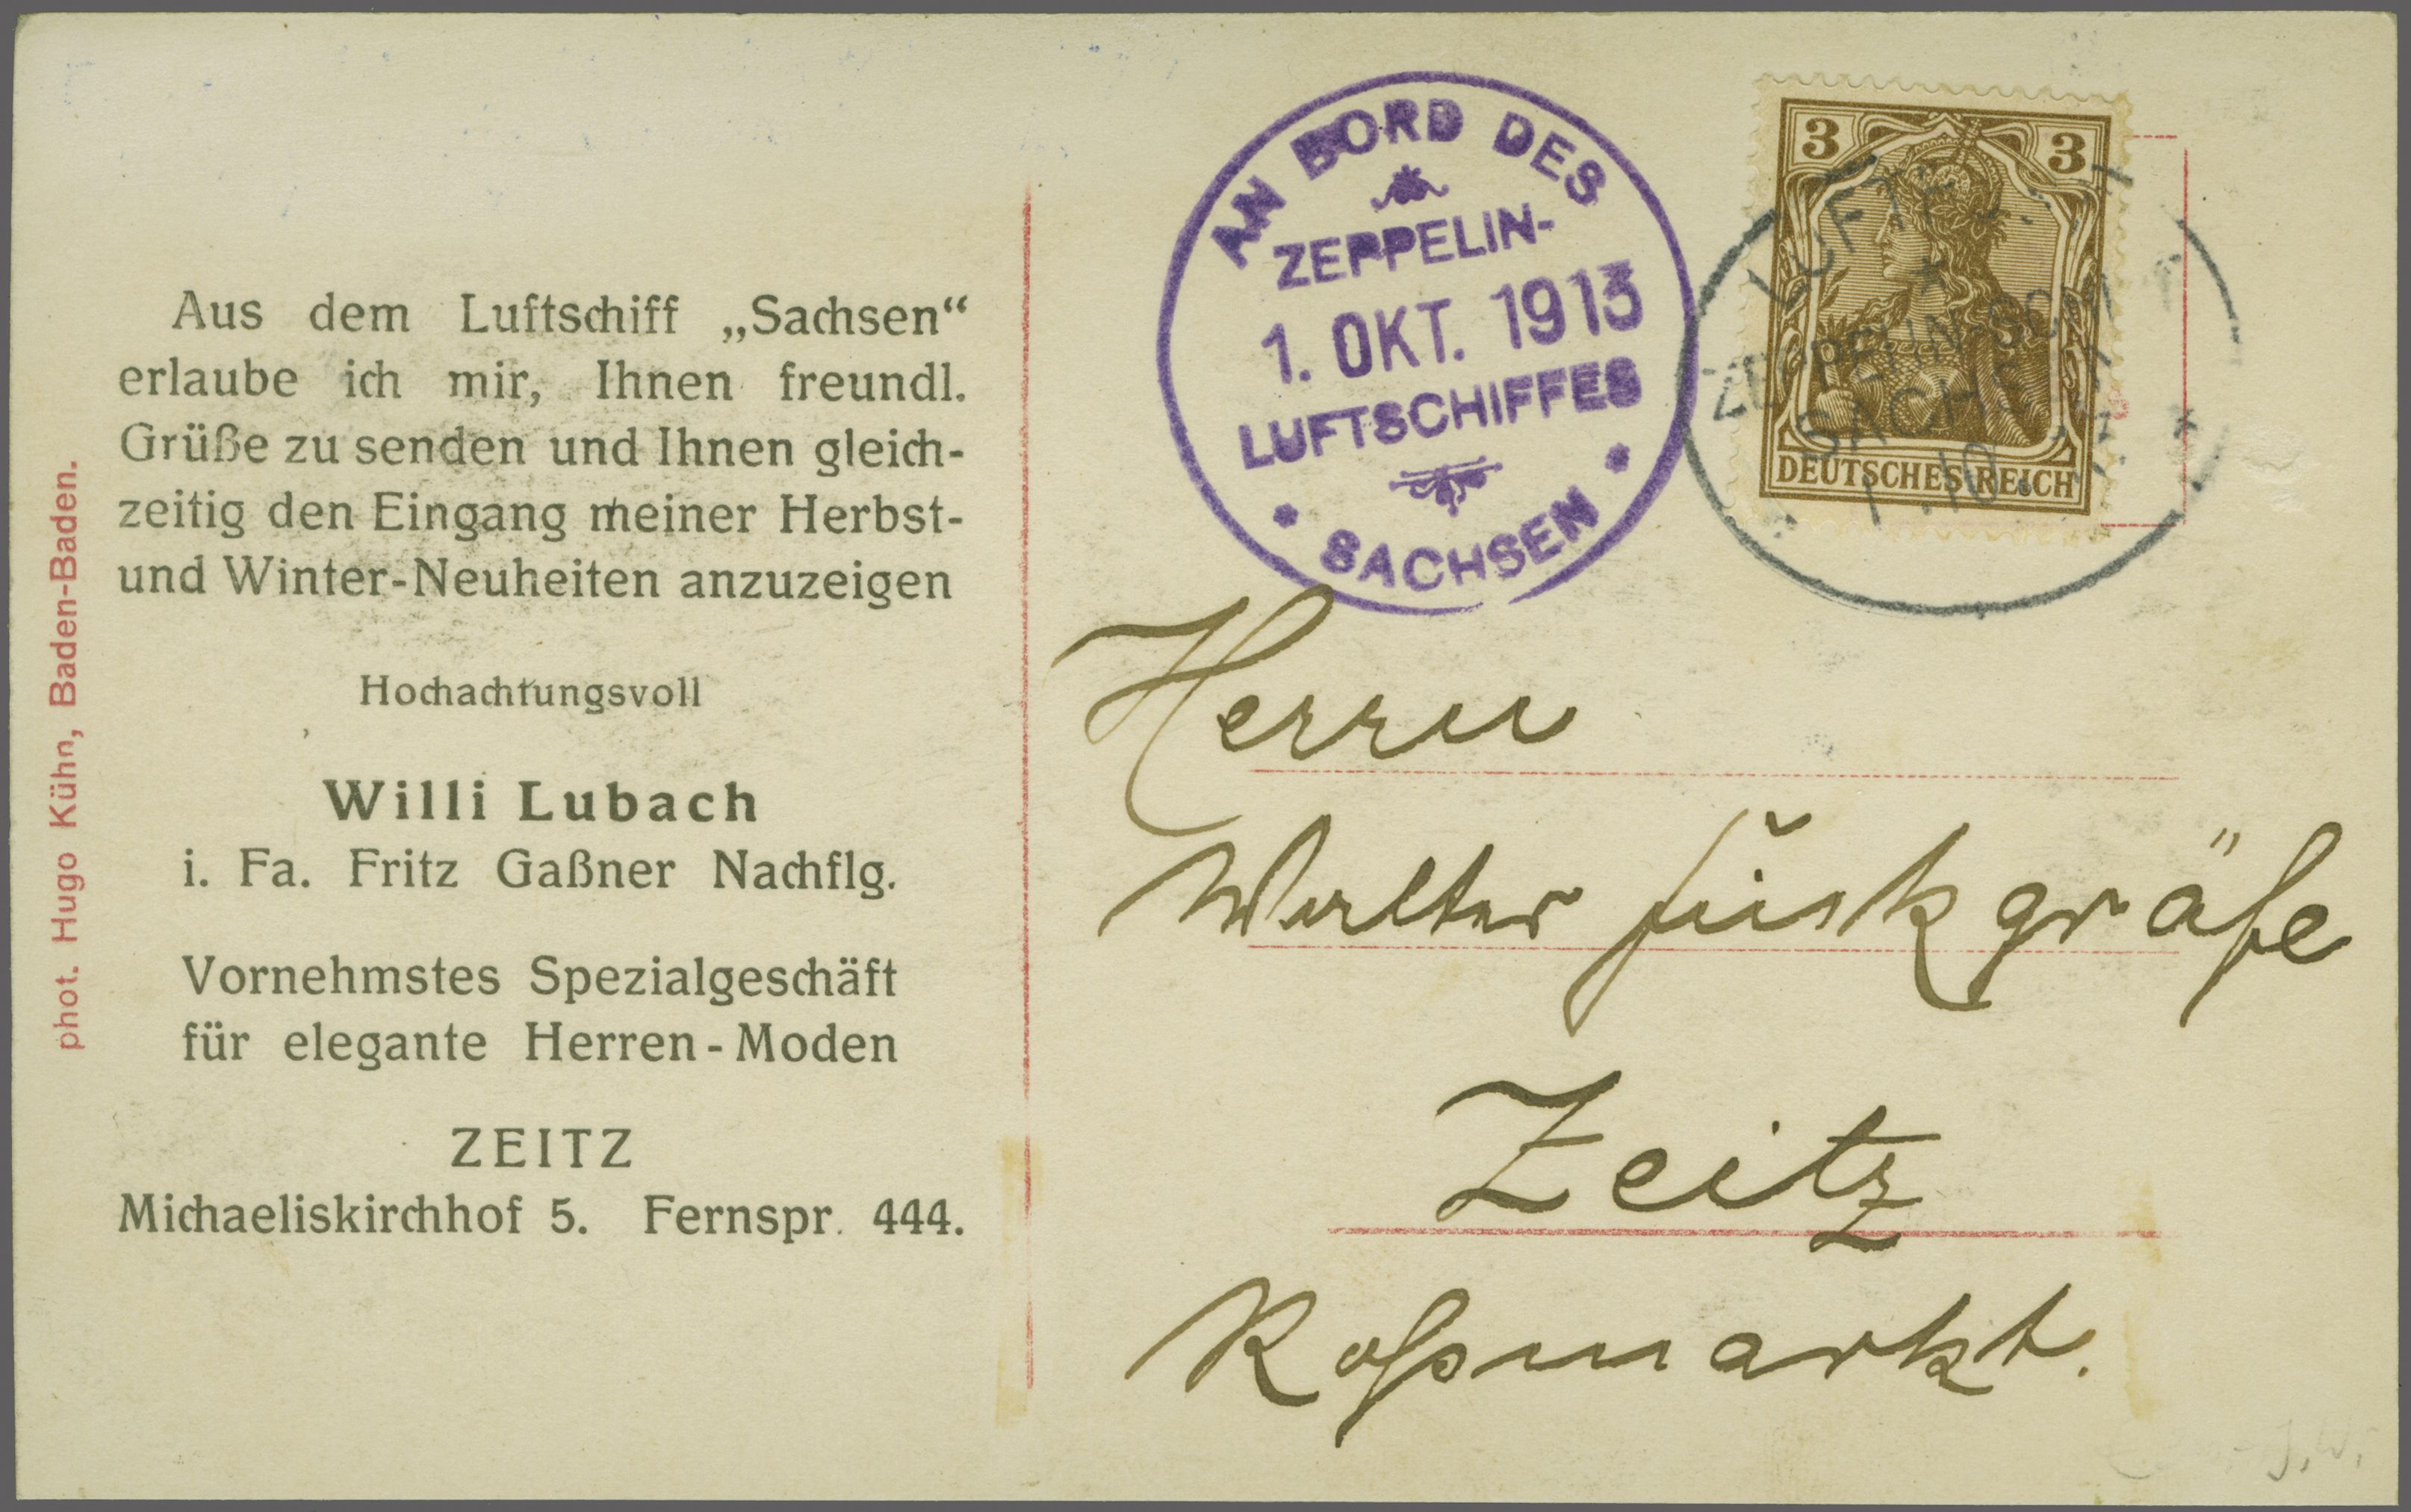 phot. Hugo Kühn, Baden-Baden.
Aus dem Luftschiff „Sachsen“
erlaube ich mir, Ihnen freundl.
Grüße zu senden und Ihnen gleich-
zeitig den Eingang meiner Herbst-
und Winter-Neuheiten anzuzeigen
Hochachtungsvoll
Willi Lubach
i. Fa. Fritz Gaßner Nachflg.
Vornehmstes Spezialgeschäft
für elegante Herren-Moden
ZEITZ
Michaeliskirchhof 5. Fernspr. 444.
AN BORD DES
ZEPPELIN-
1. OKT. 1913
LUFTSCHIFFES
SACHSEN
3 3
DEUTSCHES REICH
Herrn
Walter
Zeitz
Roßmarkt.
J.W.